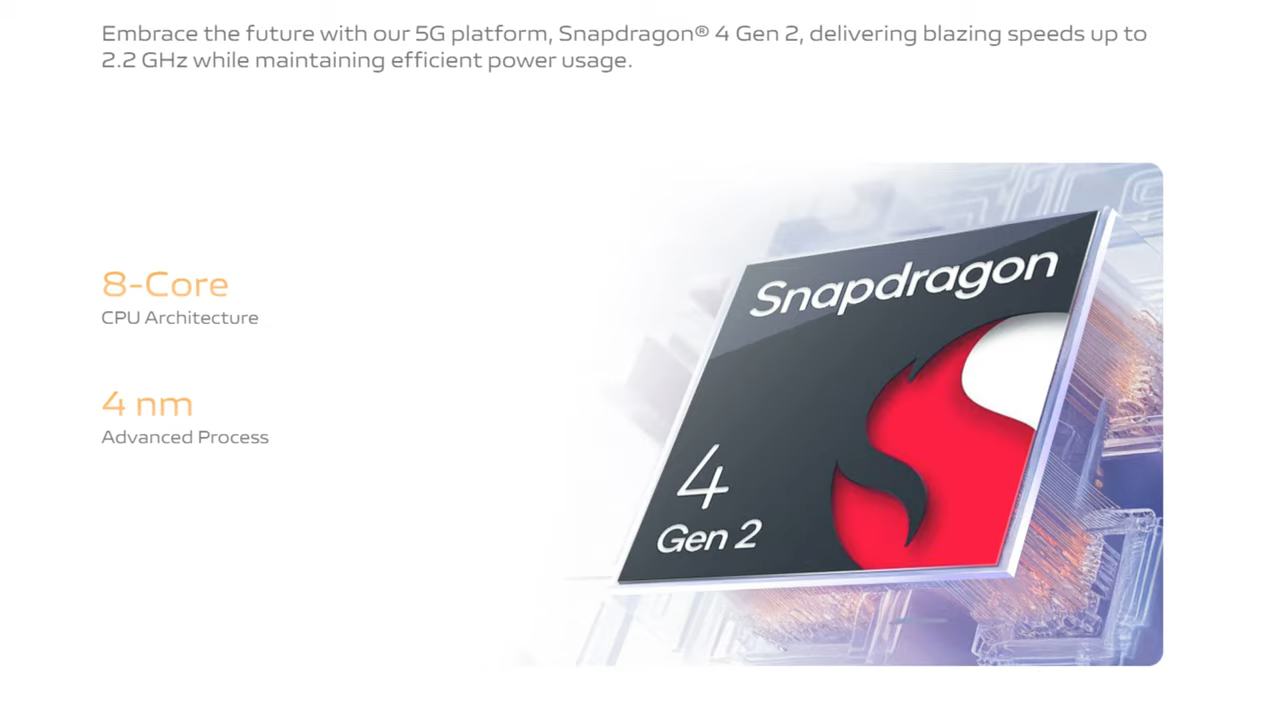 Embrace the future with our 5G platform, Snapdragon® 4 Gen 2, delivering blazing speeds up to
2.2 GHz while maintaining efficient power usage.
8-Core
CPU Architecture
4 nm
Advanced Process
Snapdragon
4
Gen 2